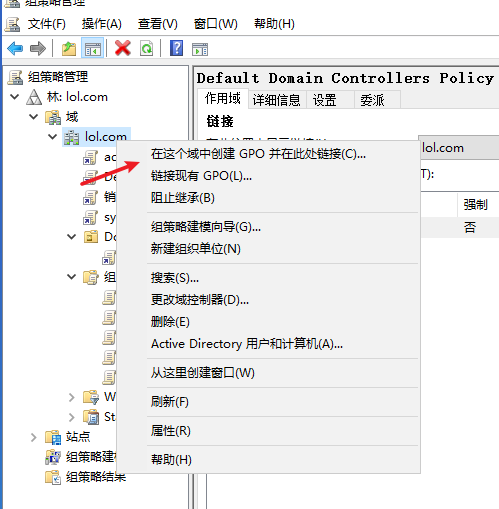 组策略管理
文件(F) 操作(A) 查看(V) 窗口(W) 帮助(H)
组策略管理
林: lol.com
域
lol.com
ac
De
销
sy
Do
组
W
Sta
站点
组策略建模
组策略结果
Default Domain Controllers Policy
作用域 详细信息 设置 委派
链接
lol.com
T):
强制
否
在这个域中创建 GPO 并在此处链接(C)...
链接现有 GPO(L)...
阻止继承(B)
组策略建模向导(G)...
新建组织单位(N)
搜索(S)...
更改域控制器(D)...
删除(E)
Active Directory 用户和计算机(A)...
从这里创建窗口(W)
刷新(F)
属性(R)
帮助(H)